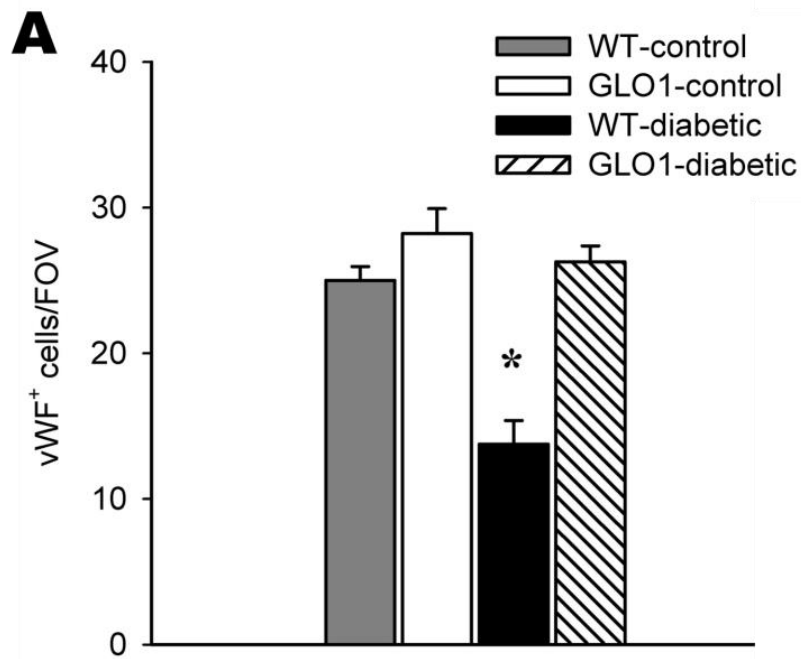 A
WT-control
GLO1-control
WT-diabetic
GLO1-diabetic
40
30
20
10
0
vWF⁺ cells/FOV
*